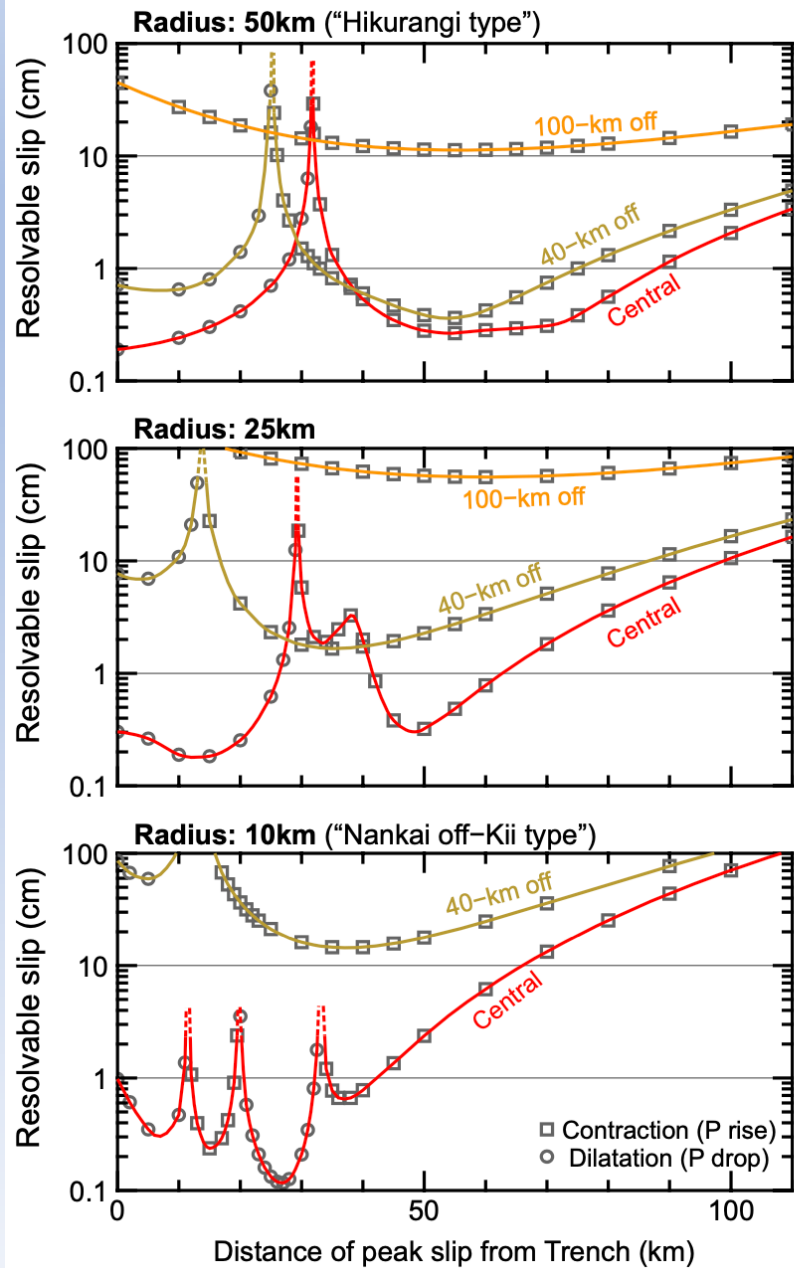 Radius: 50km (“Hikurangi type”)
100
10
1
0.1
Resolvable slip (cm)
100−km off
40−km off
Central
Radius: 25km
100
10
1
0.1
Resolvable slip (cm)
100−km off
40−km off
Central
Radius: 10km (“Nankai off−Kii type”)
100
10
1
0.1
Resolvable slip (cm)
40−km off
Central
Contraction (P rise)
Dilatation (P drop)
0 50 100
Distance of peak slip from Trench (km)